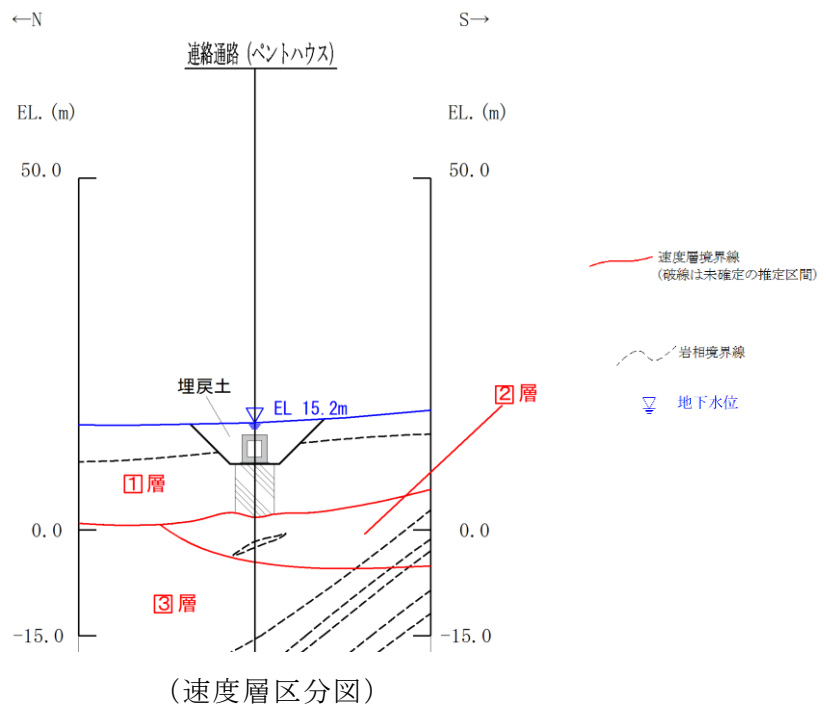 ←N
S→
連絡通路 (ペントハウス)
EL. (m)
EL. (m)
50.0
50.0
速度層境界線
(破線は未確定の推定区間)
岩相境界線
地下水位
埋戻土
EL 15.2m
2層
1層
0.0
0.0
3層
-15.0
-15.0
(速度層区分図)